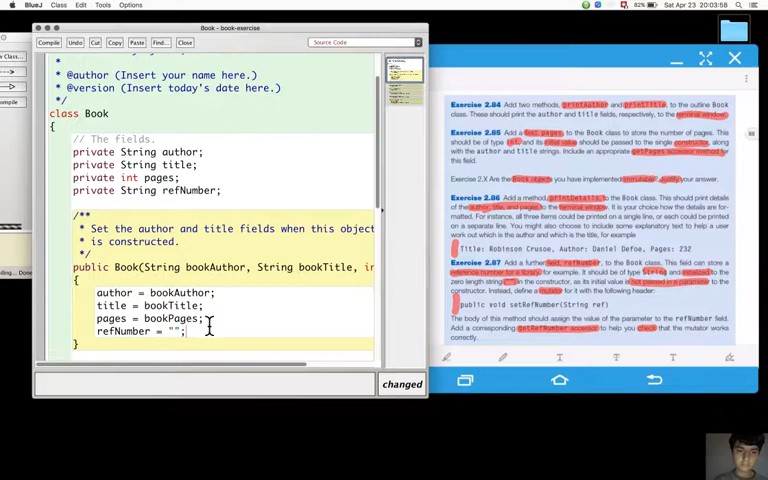 BlueJ Class Edit Tools Options
82% Sat Apr 23 20:03:58
Book - book-exercise
Compile Undo Cut Copy Paste Find... Close
Source Code
*
* @author (Insert your name here.)
* @version (Insert today's date here.)
*/
class Book
{
// The fields.
private String author;
private String title;
private int pages;
private String refNumber;
/**
* Set the author and title fields when this object
* is constructed.
*/
public Book(String bookAuthor, String bookTitle, in
{
author = bookAuthor;
title = bookTitle;
pages = bookPages;
refNumber = "";
}
changed
Exercise 2.84 Add two methods, printAuthor and printTitle, to the outline Book
class. These should print the author and title fields, respectively, to the terminal window.
Exercise 2.85 Add a field, pages, to the Book class to store the number of pages. This
should be of type int, and its initial value should be passed to the single constructor, along
with the author and title strings. Include an appropriate getPages accessor method for
this field.
Exercise 2.X Are the Book objects you have implemented immutable? Justify your answer.
Exercise 2.86 Add a method, printDetails, to the Book class. This should print details
of the author, title, and pages to the terminal window. It is your choice how the details are for-
matted. For instance, all three items could be printed on a single line, or each could be printed
on a separate line. You might also choose to include some explanatory text to help a user
work out which is the author and which is the title, for example
Title: Robinson Crusoe, Author: Daniel Defoe, Pages: 232
Exercise 2.87 Add a further field, refNumber, to the Book class. This field can store a
reference number for a library, for example. It should be of type String and initialized to the
zero length string ("") in the constructor, as its initial value is not passed in a parameter to the
constructor. Instead, define a mutator for it with the following header:
public void setRefNumber(String ref)
The body of this method should assign the value of the parameter to the refNumber field.
Add a corresponding getRefNumber accessor to help you check that the mutator works
correctly.